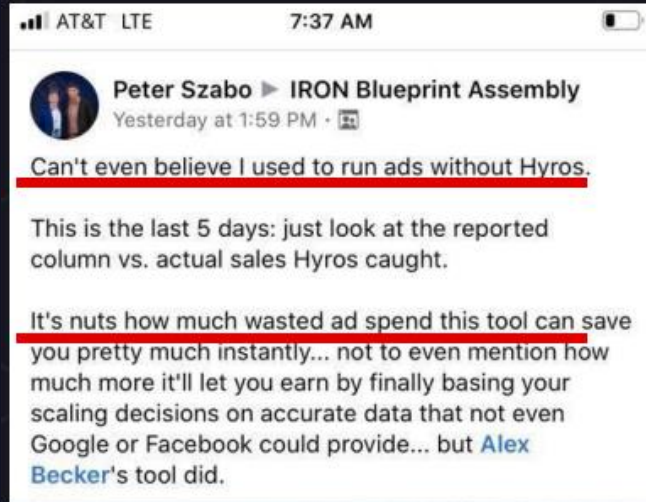 AT&T LTE 7:37 AM
Peter Szabo ▶ IRON Blueprint Assembly
Yesterday at 1:59 PM ·
Can't even believe I used to run ads without Hyros.
This is the last 5 days: just look at the reported
column vs. actual sales Hyros caught.
It's nuts how much wasted ad spend this tool can save
you pretty much instantly... not to even mention how
much more it'll let you earn by finally basing your
scaling decisions on accurate data that not even
Google or Facebook could provide... but Alex
Becker's tool did.